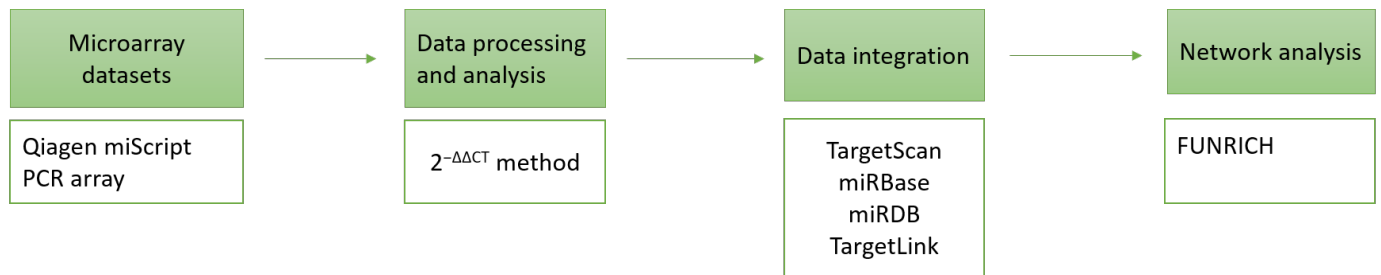 Microarray
datasets
Data processing
and analysis
Data integration
Network analysis
Qiagen miScript
PCR array
2⁻ΔΔCT method
TargetScan
miRBase
miRDB
TargetLink
FUNRICH